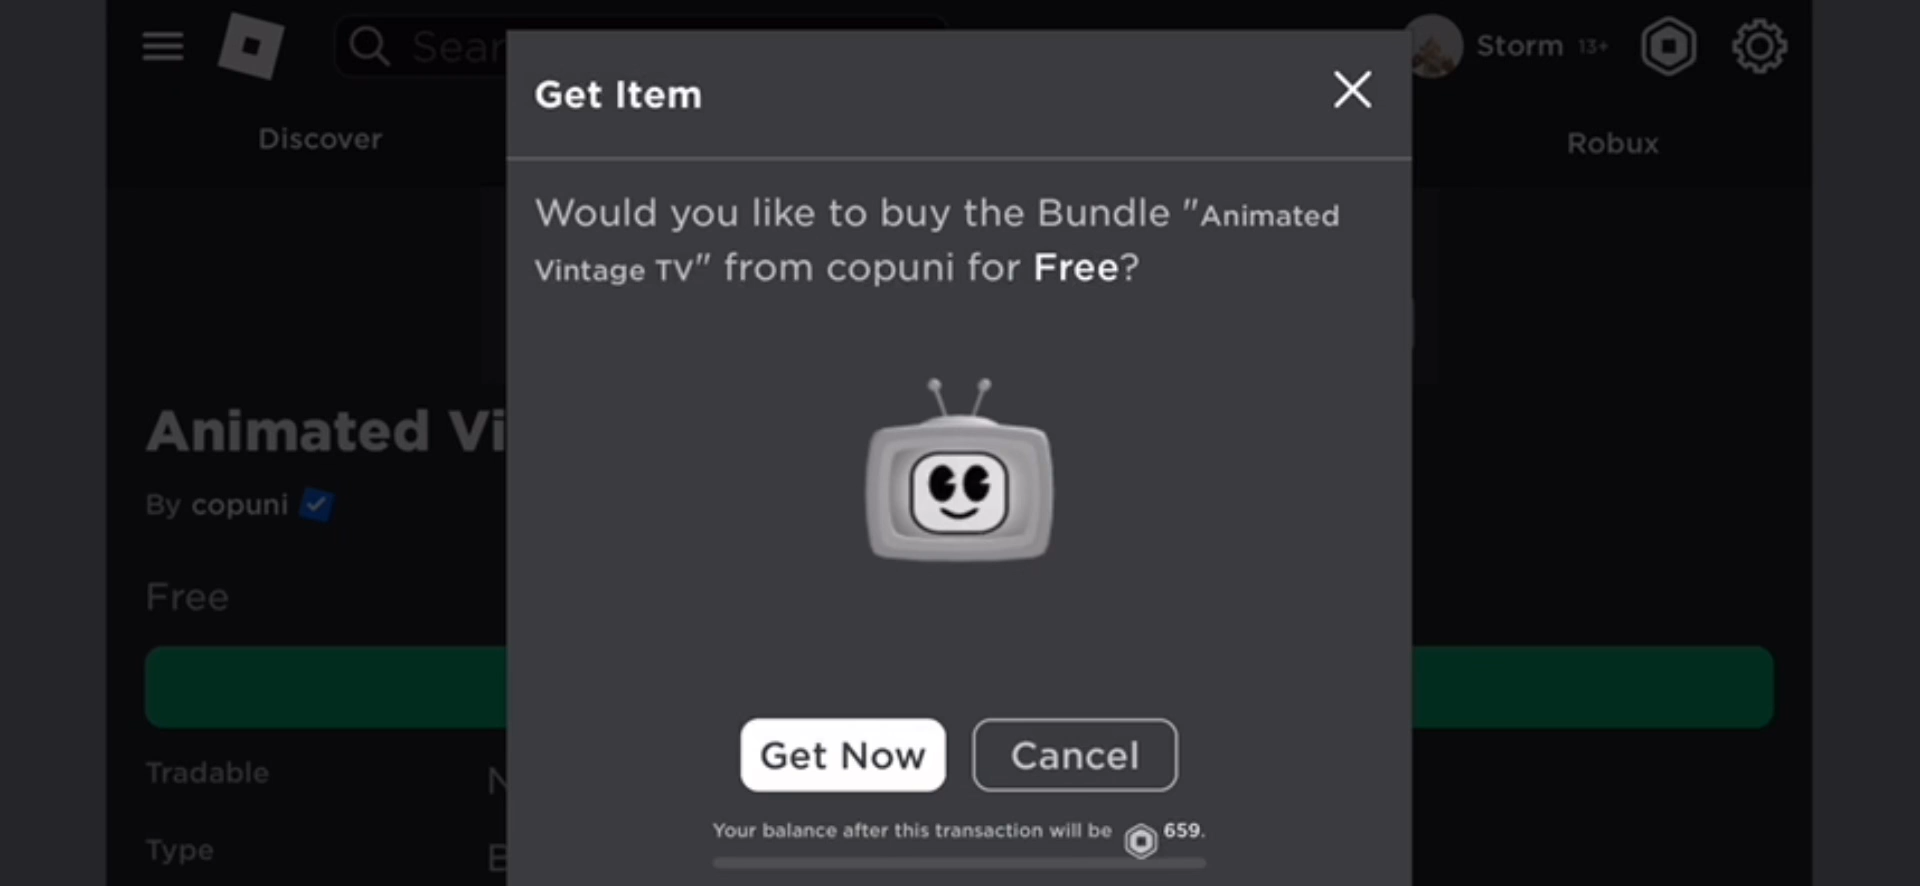 Sear
Storm 13+
Get Item
Discover
Robux
Would you like to buy the Bundle "Animated
Vintage TV" from copuni for Free?
Animated Vi
By copuni
Free
Get Now
Cancel
Tradable
N
Your balance after this transaction will be 659.
Type
B